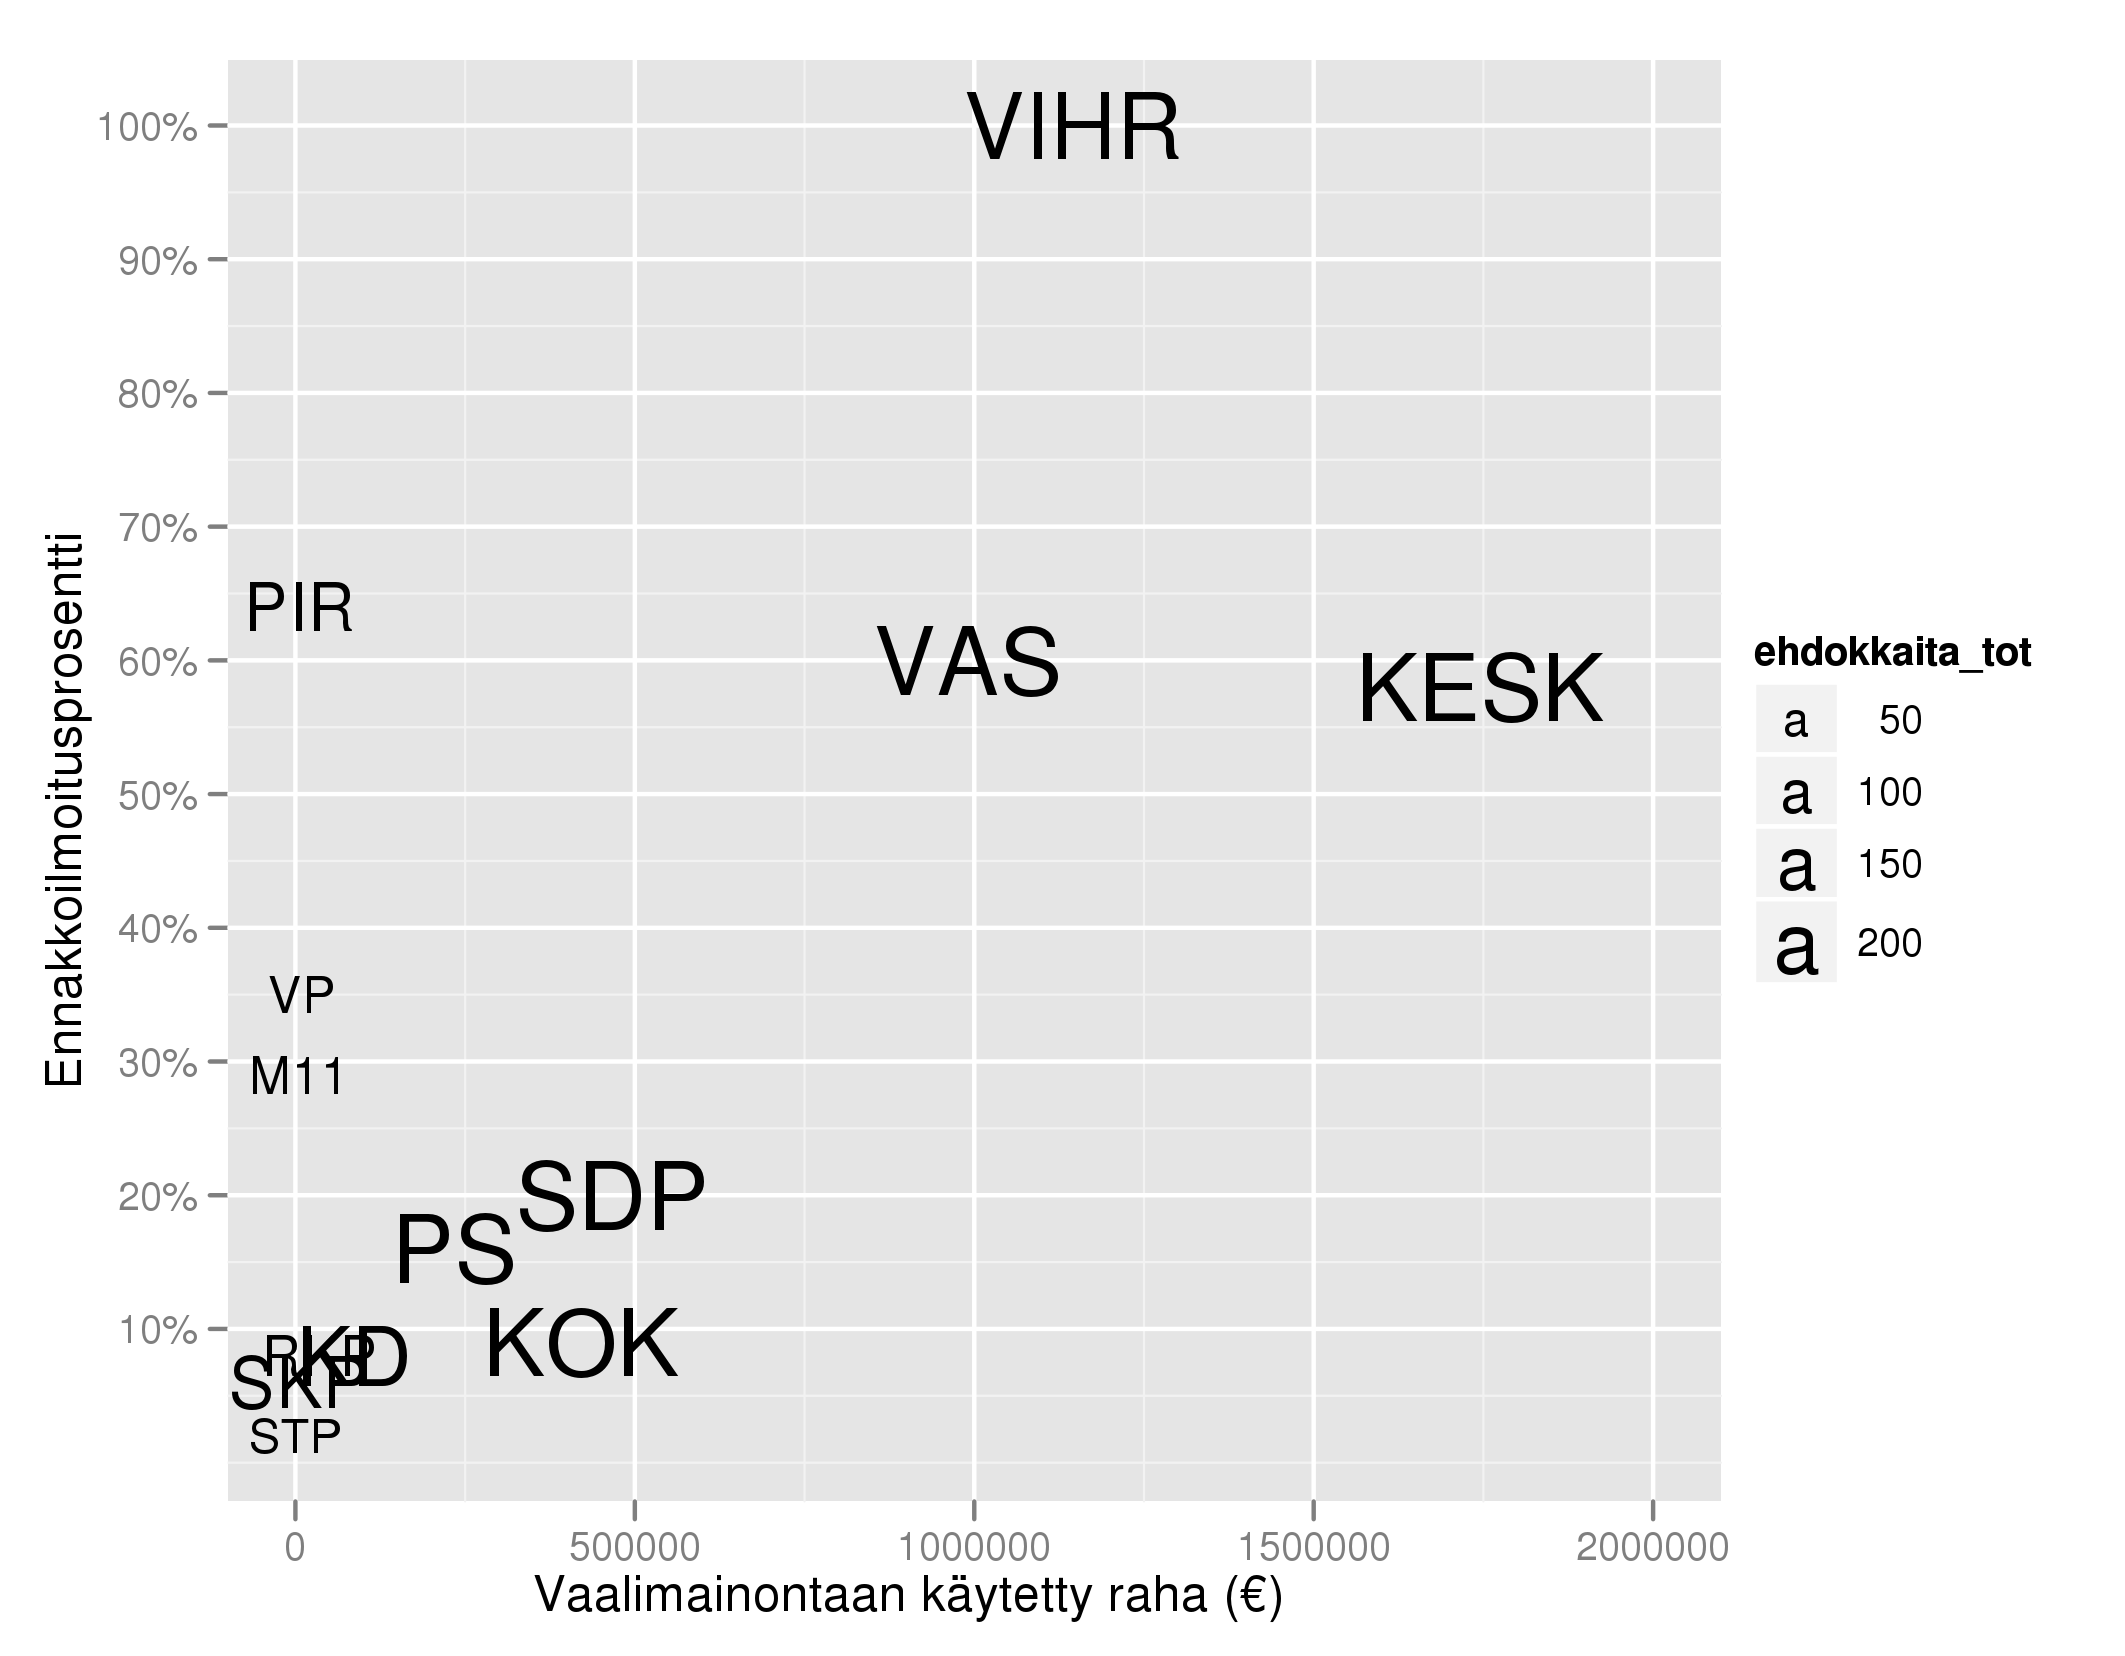 100%
VIHR
90%
80%
70%
PIR
60%
VAS
KESK
50%
40%
VP
30%
M11
20%
SDP
PS
10%
KOK
KD
SKP
STP
0
500000
1000000
1500000
2000000
Vaalimainontaan käytetty raha (€)
Ennakkoilmoitusprosentti
ehdokkaita_tot
a 50
a 100
a 150
a 200